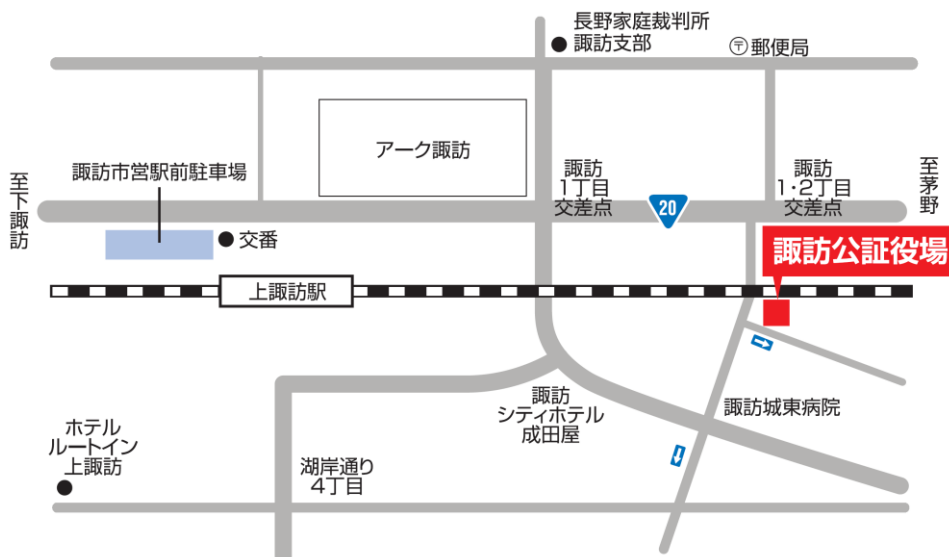 長野家庭裁判所
諏訪支部
〒郵便局
アーク諏訪
諏訪市営駅前駐車場
至下諏訪
諏訪
1丁目
交差点
20
諏訪
1・2丁目
交差点
至茅野
交番
諏訪公証役場
上諏訪駅
諏訪
シティホテル
成田屋
諏訪城東病院
ホテル
ルートイン
上諏訪
湖岸通り
4丁目